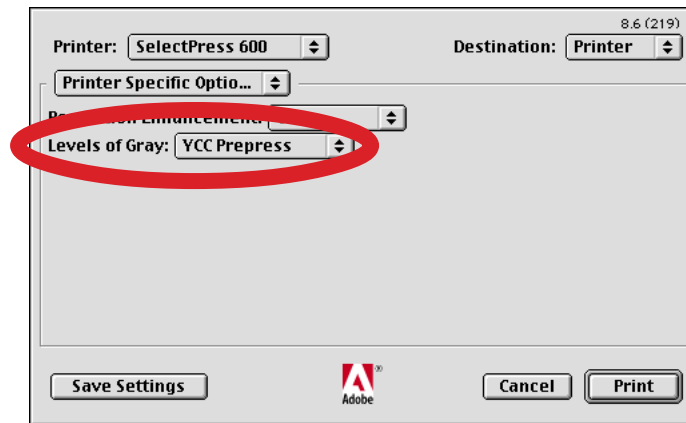 8.6 (219)
Printer: SelectPress 600 Destination: Printer
Printer Specific Optio...
Enhancement:
Levels of Gray: YCC Prepress
Save Settings Adobe ® Cancel Print